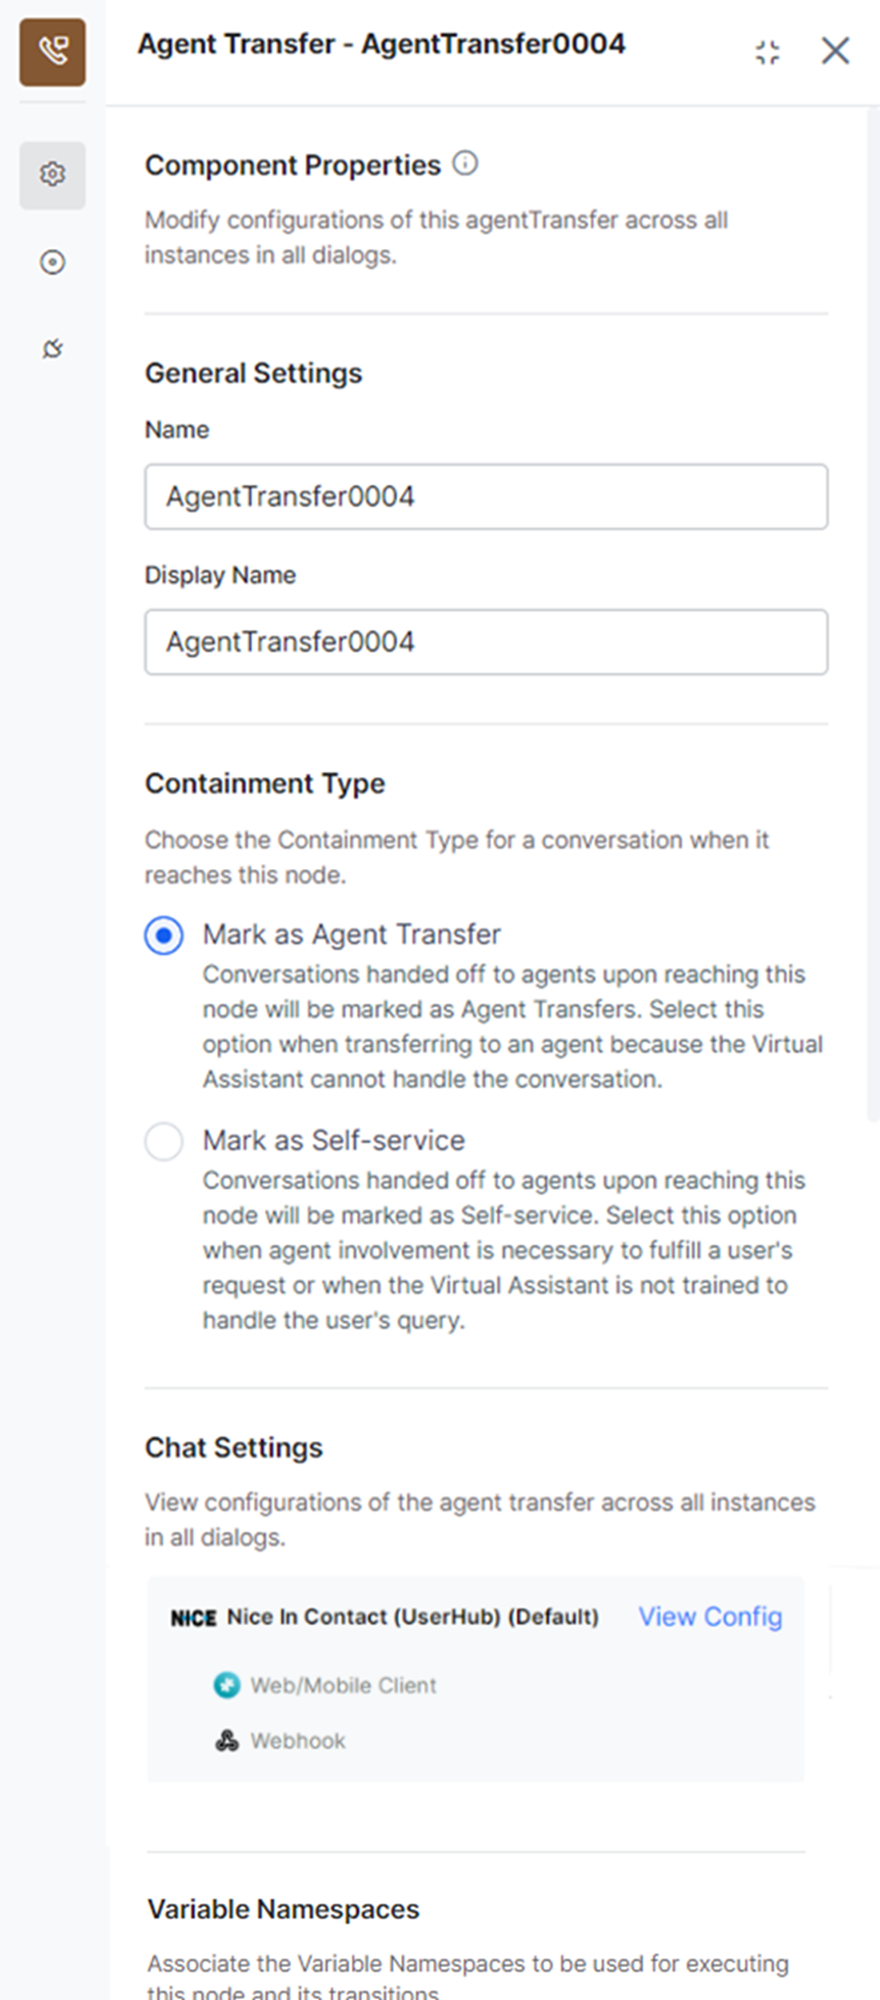 Agent Transfer - AgentTransfer0004
Component Properties
Modify configurations of this agentTransfer across all
instances in all dialogs.
General Settings
Name
AgentTransfer0004
Display Name
AgentTransfer0004
Containment Type
Choose the Containment Type for a conversation when it
reaches this node.
Mark as Agent Transfer
Conversations handed off to agents upon reaching this
node will be marked as Agent Transfers. Select this
option when transferring to an agent because the Virtual
Assistant cannot handle the conversation.
Mark as Self-service
Conversations handed off to agents upon reaching this
node will be marked as Self-service. Select this option
when agent involvement is necessary to fulfill a user's
request or when the Virtual Assistant is not trained to
handle the user's query.
Chat Settings
View configurations of the agent transfer across all instances
in all dialogs.
NICE Nice In Contact (UserHub) (Default) View Config
Web/Mobile Client
Webhook
Variable Namespaces
Associate the Variable Namespaces to be used for executing
this node and its transitions